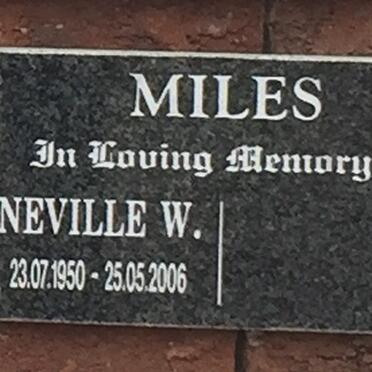 MILES
In Loving Memory
NEVILLE W.
23.07.1950 - 25.05.2006